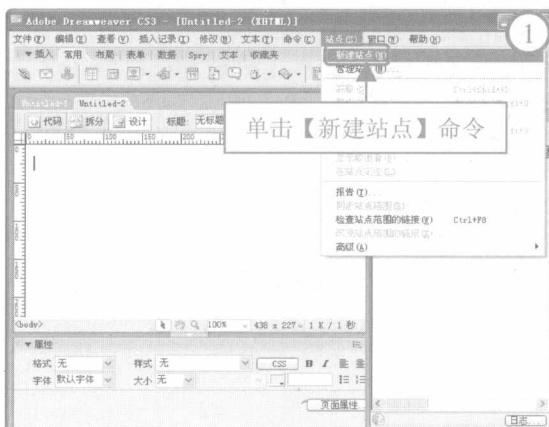 Adobe Dreamweaver CS3 - [Untitled-2 (XHTML)]
文件(F) 编辑(E) 查看(V) 插入记录(I) 修改(M) 文本(T) 命令(C) 站点(S) 窗口(W) 帮助(H)
1
▼插入 常用 布局 表单 数据 Spry 文本 收藏夹
新建站点(N)...
管理站点(M)...
Untitled-1 Untitled-2
代码 拆分 设计 标题: 无标题
单击【新建站点】命令
报告(T)...
检查站点范围的链接(K) Ctrl+F8
高级(A)
<body> 100% 438 x 227 1 K / 1 秒
▼属性
格式 无 样式 无 CSS B I
字体 默认字体 大小 无
页面属性
日志...